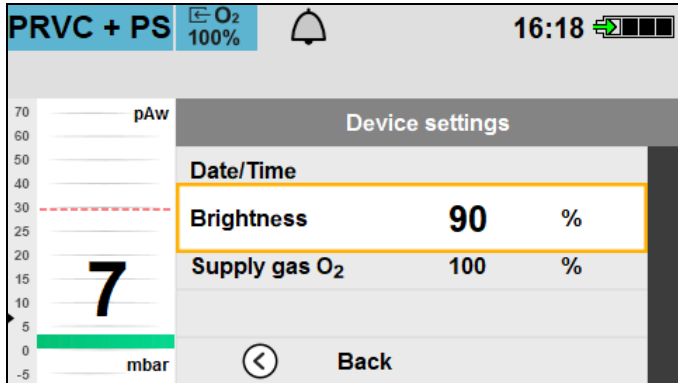 PRVC + PS
O₂
100%
16:18
pAw
70
60
50
40
30
25
20
15
10
5
0
-5
7
mbar
Device settings
Date/Time
Brightness 90 %
Supply gas O₂ 100 %
Back